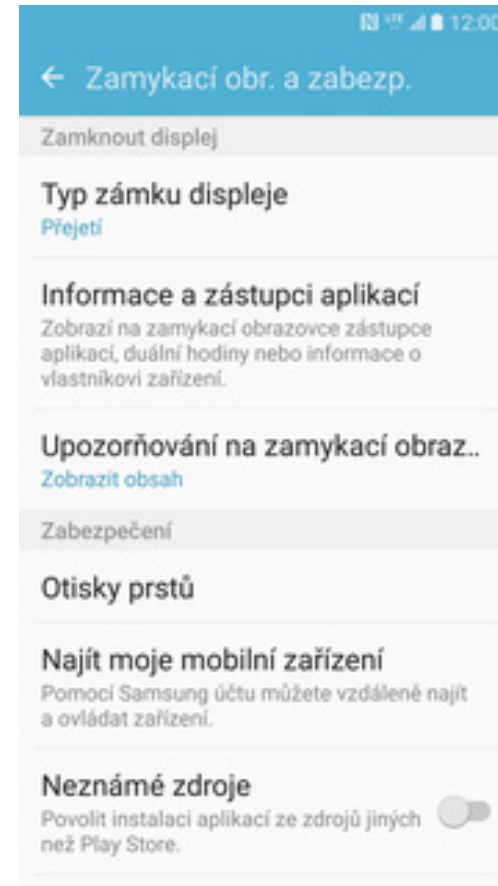 12:00
Zamykací obr. a zabezp.
Zamknout displej
Typ zámku displeje
Přejetí
Informace a zástupci aplikací
Zobrazí na zamykací obrazovce zástupce
aplikací, duální hodiny nebo informace o
vlastníkovi zařízení.
Upozorňování na zamykací obraz..
Zobrazit obsah
Zabezpečení
Otisky prstů
Najít moje mobilní zařízení
Pomocí Samsung účtu můžete vzdáleně najít
a ovládat zařízení.
Neznámé zdroje
Povolit instalaci aplikací ze zdrojů jiných
než Play Store.